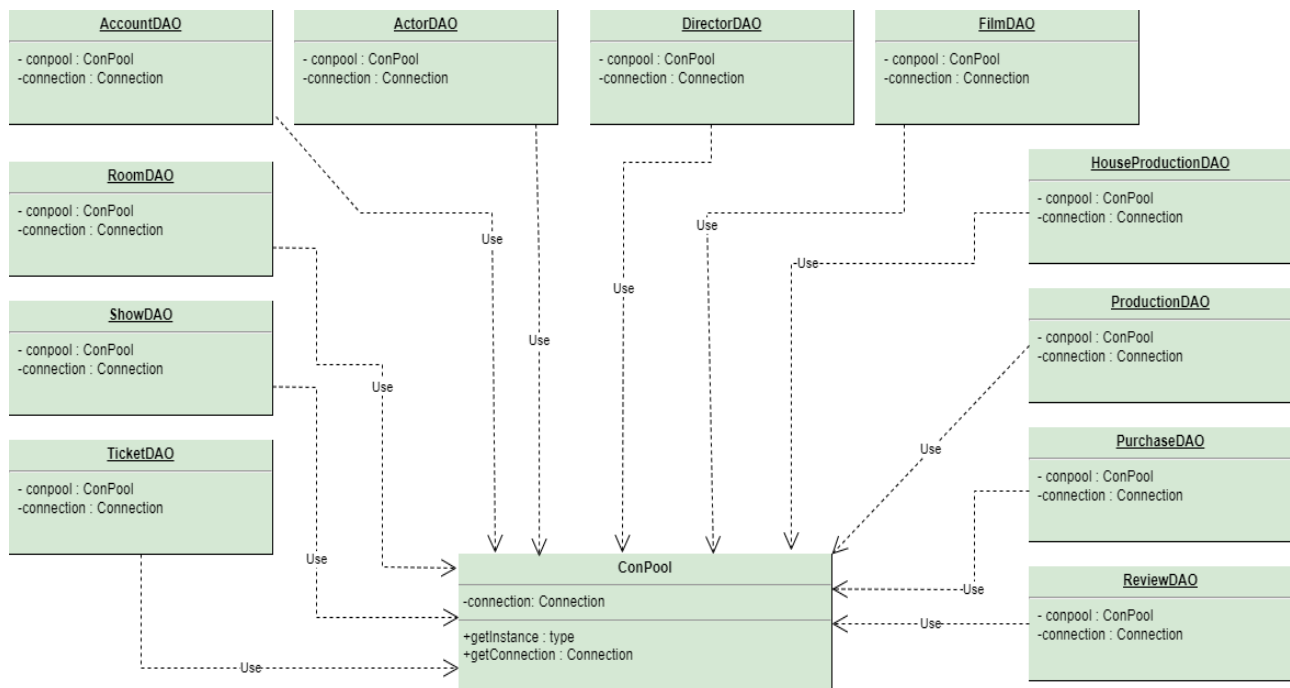 AccountDAO
- conpool : ConPool
-connection : Connection
ActorDAO
- conpool : ConPool
-connection : Connection
DirectorDAO
- conpool : ConPool
-connection : Connection
FilmDAO
- conpool : ConPool
-connection : Connection
RoomDAO
- conpool : ConPool
-connection : Connection
HouseProductionDAO
- conpool : ConPool
-connection : Connection
ShowDAO
- conpool : ConPool
-connection : Connection
ProductionDAO
- conpool : ConPool
-connection : Connection
TicketDAO
- conpool : ConPool
-connection : Connection
PurchaseDAO
- conpool : ConPool
-connection : Connection
ReviewDAO
- conpool : ConPool
-connection : Connection
Use
Use
Use
Use
Use
Use
Use
Use
Use
Use
Use
ConPool
-connection: Connection
+getInstance : type
+getConnection : Connection